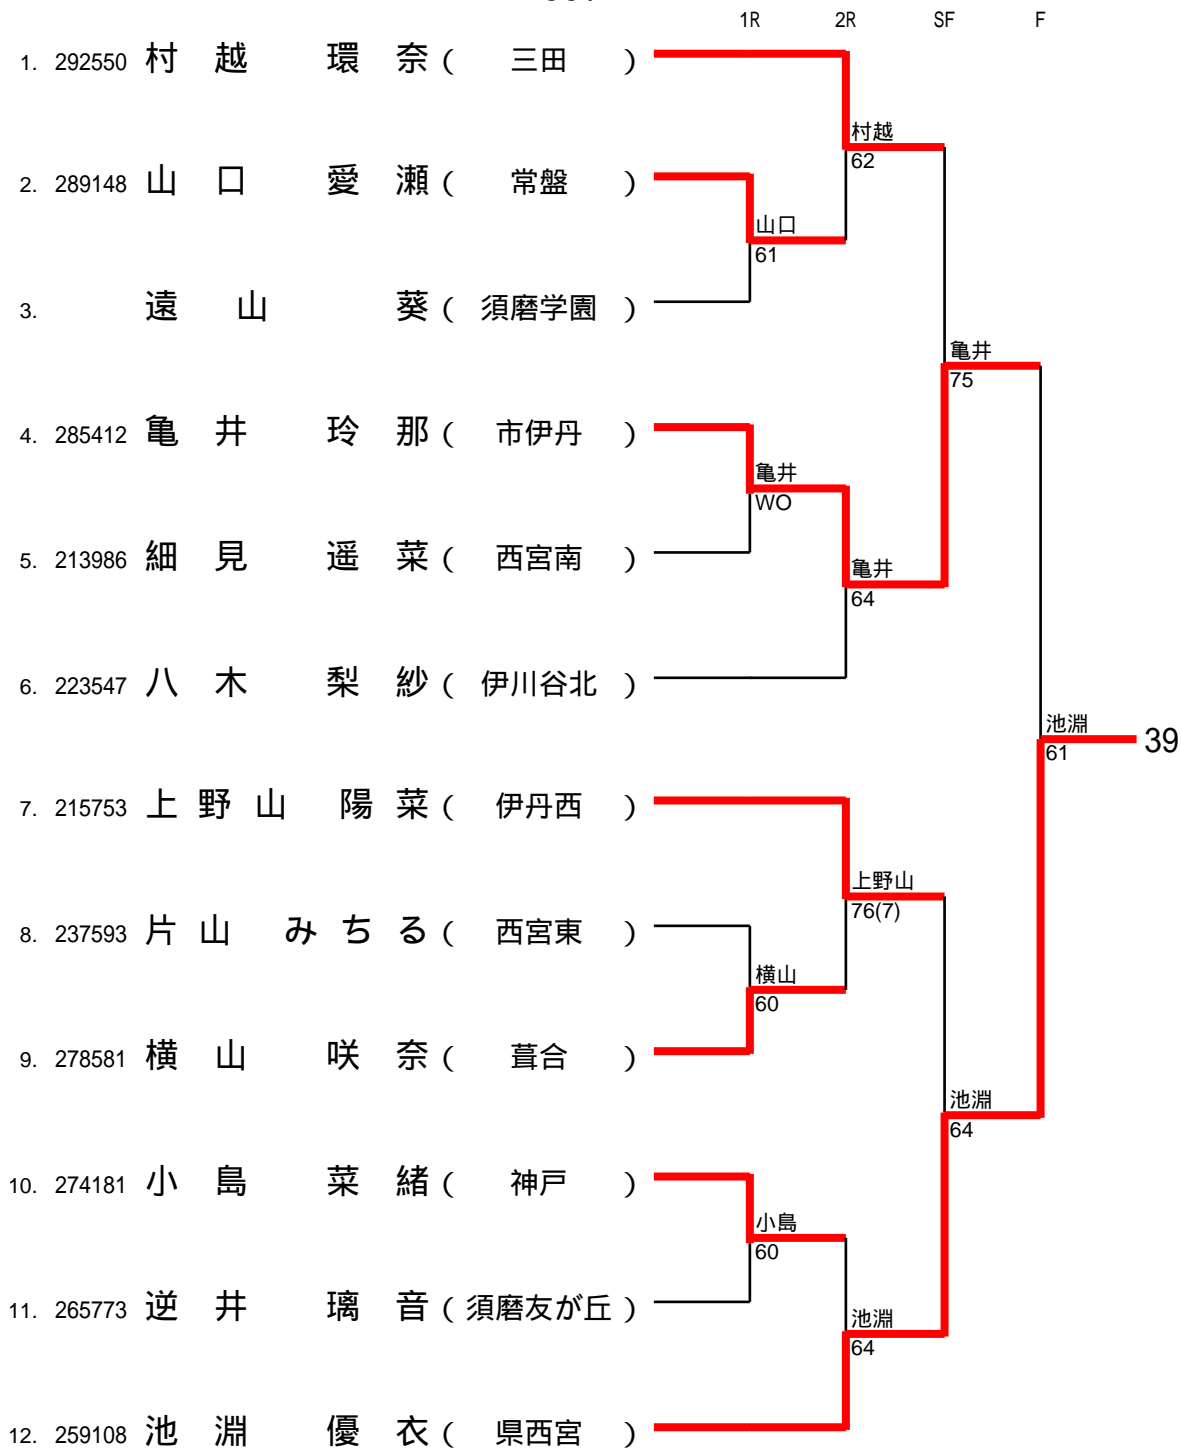 1R 2R SF F
1. 292550 村越 環奈 ( 三田 )
村越
62
2. 289148 山口 愛瀬 ( 常盤 )
山口
61
3. 遠山 葵 ( 須磨学園 )
亀井
75
4. 285412 亀井 玲那 ( 市伊丹 )
亀井
WO
5. 213986 細見 遥菜 ( 西宮南 )
亀井
64
6. 223547 八木 梨紗 ( 伊川谷北 )
池淵
61
39
7. 215753 上野山 陽菜 ( 伊丹西 )
上野山
76(7)
8. 237593 片山 みちる ( 西宮東 )
横山
60
9. 278581 横山 咲奈 ( 葺合 )
池淵
64
10. 274181 小島 菜緒 ( 神戸 )
小島
60
11. 265773 逆井 璃音 ( 須磨友が丘 )
池淵
64
12. 259108 池淵 優衣 ( 県西宮 )